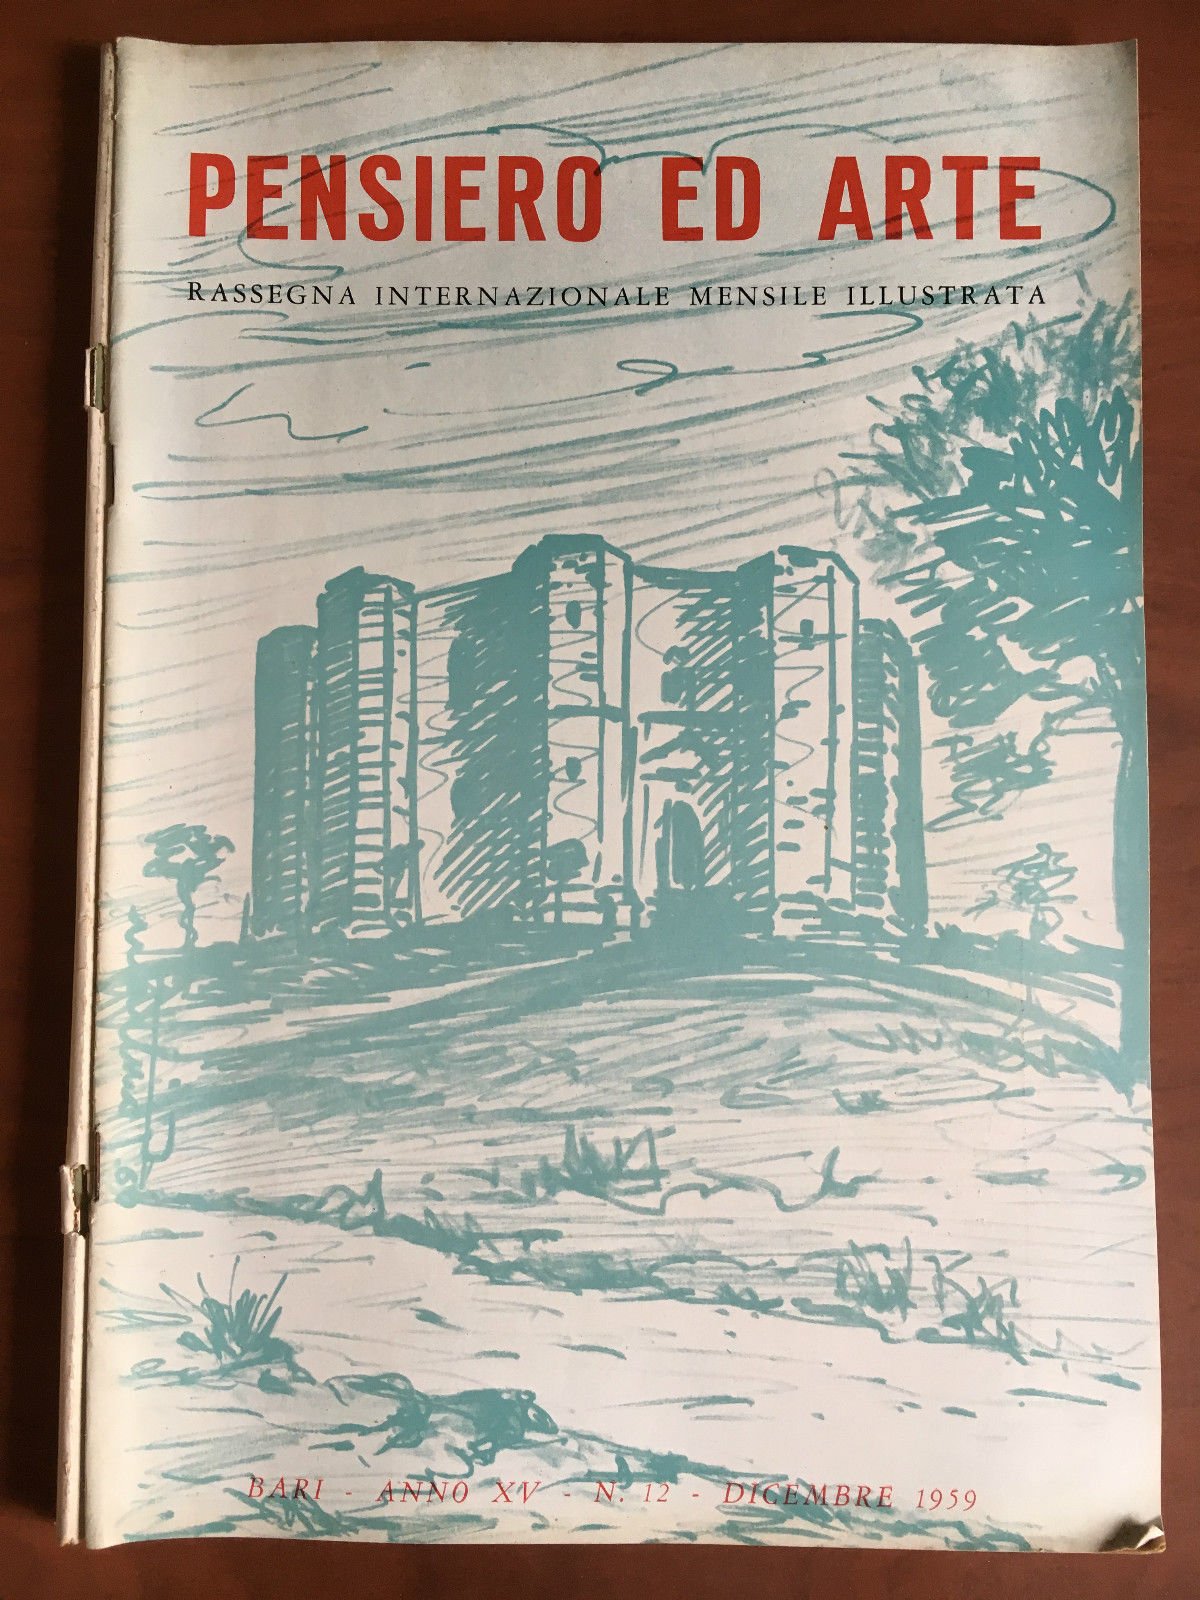 PENSIERO ED ARTE
RASSEGNA INTERNAZIONALE MENSILE ILLUSTRATA
BARI - ANNO XV - N. 12 - DICEMBRE 1959